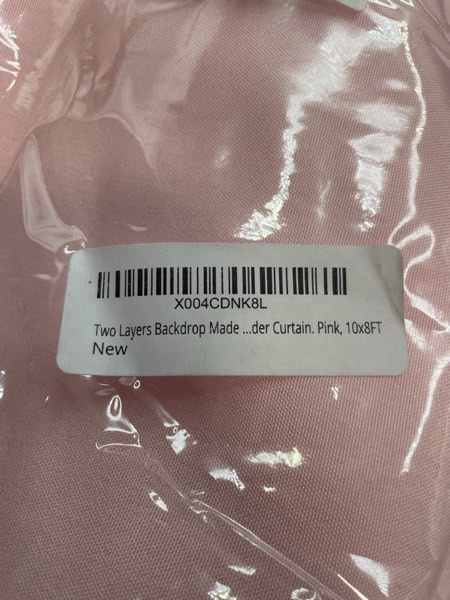 X004CDNK8L
Two Layers Backdrop Made ...der Curtain. Pink, 10x8FT
New